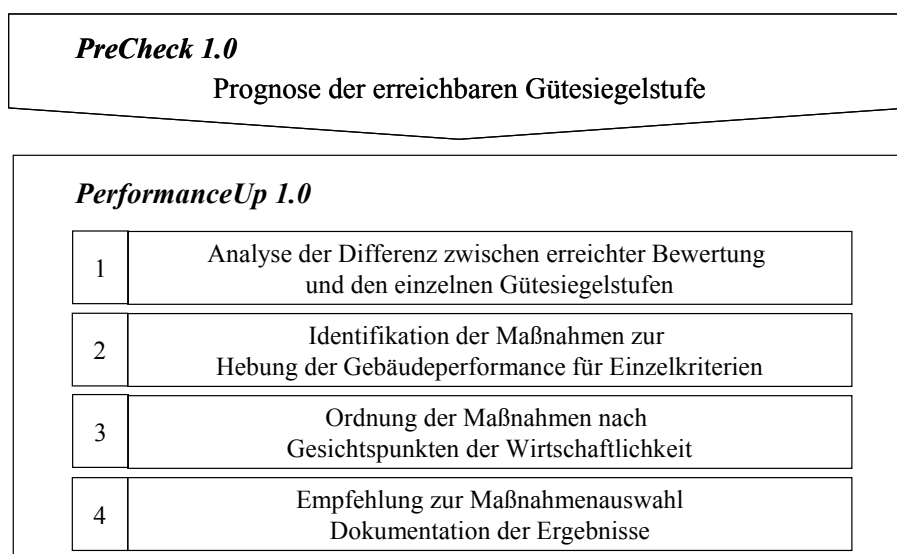 PreCheck 1.0
Prognose der erreichbaren Gütesiegelstufe
PerformanceUp 1.0
1
Analyse der Differenz zwischen erreichter Bewertung
und den einzelnen Gütesiegelstufen
2
Identifikation der Maßnahmen zur
Hebung der Gebäudeperformance für Einzelkriterien
3
Ordnung der Maßnahmen nach
Gesichtspunkten der Wirtschaftlichkeit
4
Empfehlung zur Maßnahmenauswahl
Dokumentation der Ergebnisse